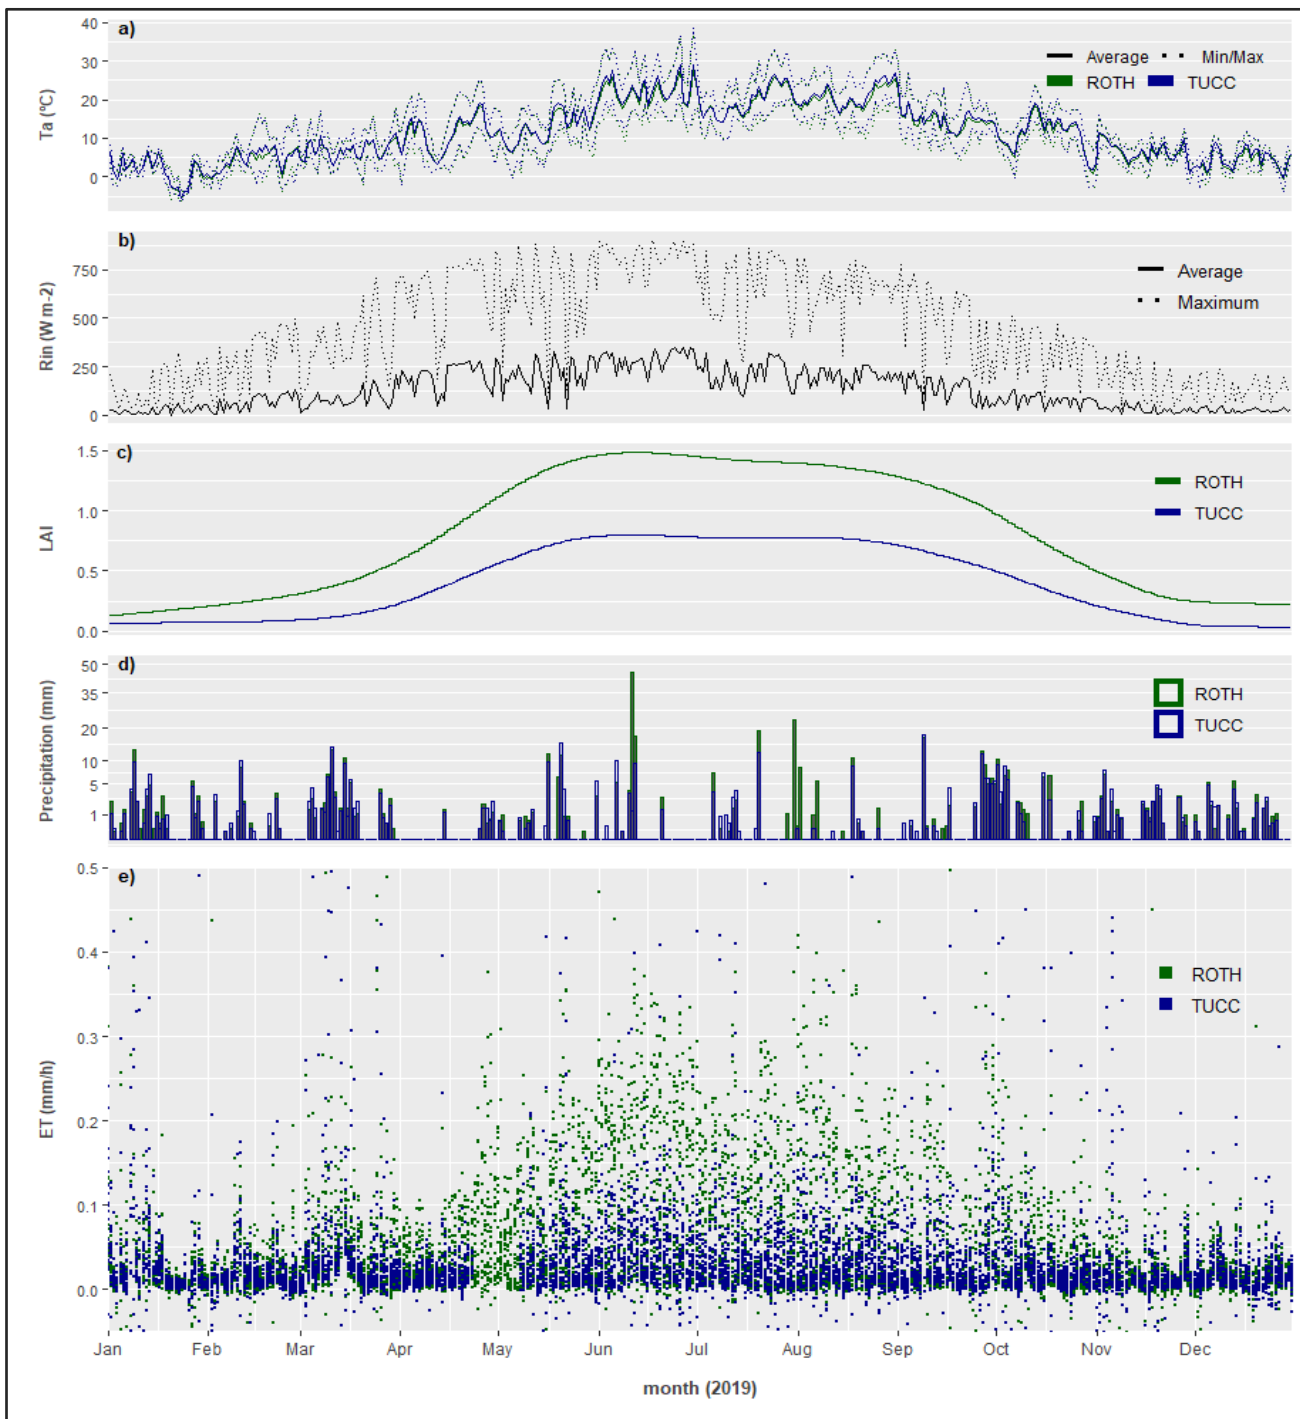 a)
40
30
20
10
0
Ta (ºC)
Average
Min/Max
ROTH
TUCC
b)
750
500
250
0
Rin (W m-2)
Average
Maximum
c)
1.5
1.0
0.5
0.0
LAI
ROTH
TUCC
d)
50
35
20
10
5
1
Precipitation (mm)
ROTH
TUCC
e)
0.5
0.4
0.3
0.2
0.1
0.0
ET (mm/h)
ROTH
TUCC
Jan Feb Mar Apr May Jun Jul Aug Sep Oct Nov Dec
month (2019)